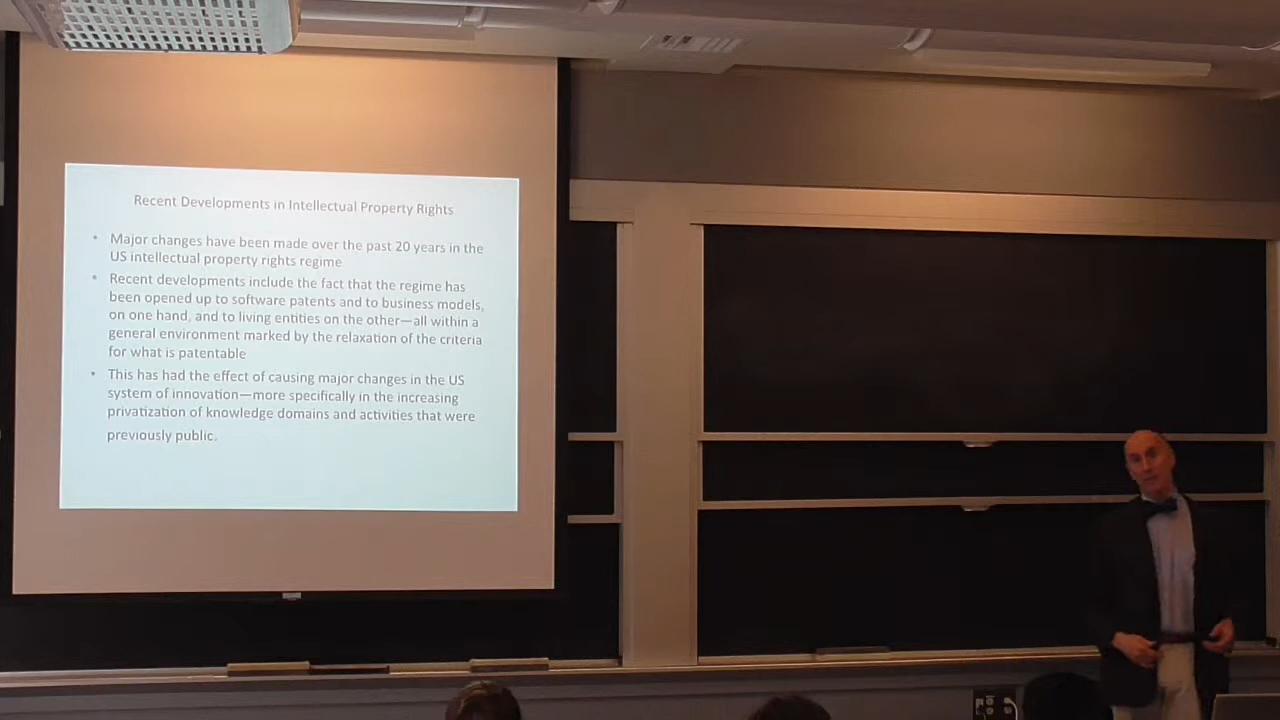 Recent Developments in Intellectual Property Rights
• Major changes have been made over the past 20 years in the
US intellectual property rights regime
• Recent developments include the fact that the regime has
been opened up to software patents and to business models,
on one hand, and to living entities on the other—all within a
general environment marked by the relaxation of the criteria
for what is patentable
• This has had the effect of causing major changes in the US
system of innovation—more specifically in the increasing
privatization of knowledge domains and activities that were
previously public.